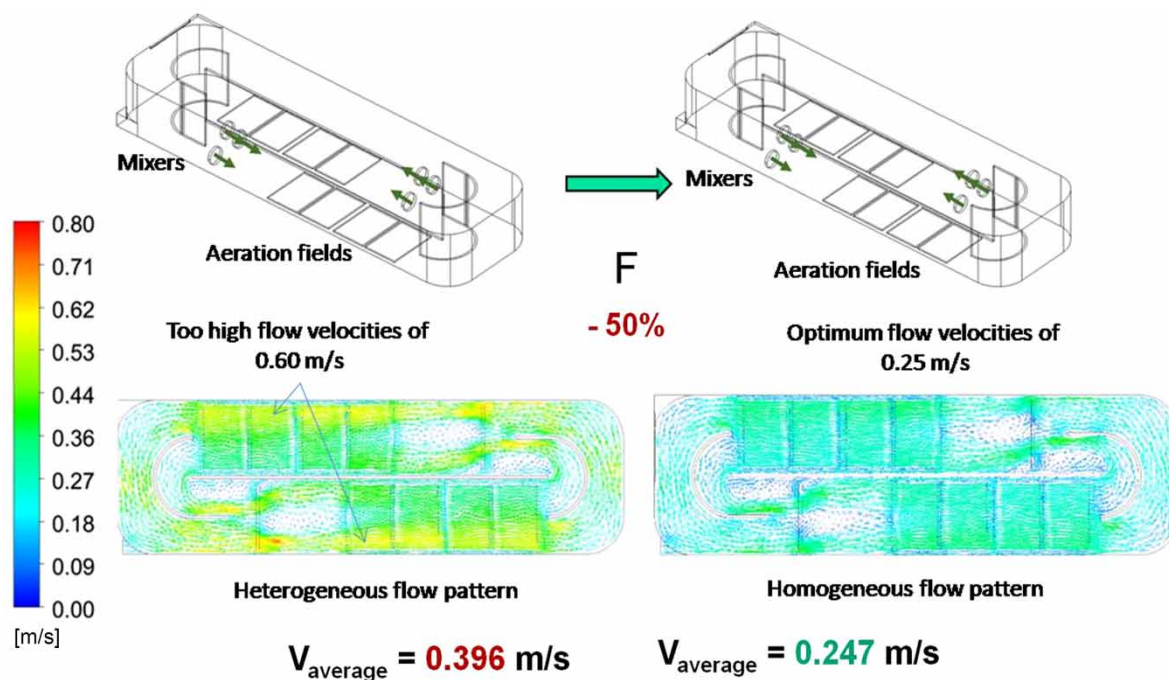 Mixers
Aeration fields
Mixers
Aeration fields
F
- 50%
0.80
0.71
0.62
0.53
0.44
0.36
0.27
0.18
0.09
0.00
[m/s]
Too high flow velocities of
0.60 m/s
Optimum flow velocities of
0.25 m/s
Heterogeneous flow pattern
Homogeneous flow pattern
Vaverage = 0.396 m/s
Vaverage = 0.247 m/s